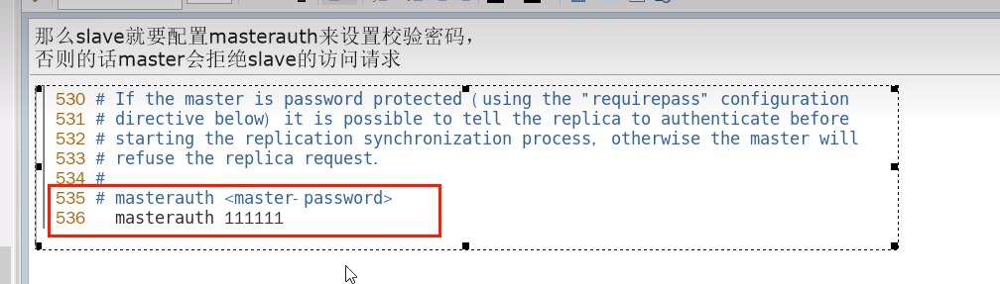 那么slave就要配置masterauth来设置校验密码，
否则的话master会拒绝slave的访问请求
530 # If the master is password protected (using the "requirepass" configuration
531 # directive below) it is possible to tell the replica to authenticate before
532 # starting the replication synchronization process, otherwise the master will
533 # refuse the replica request.
534 #
535 # masterauth <master-password>
536 masterauth 111111